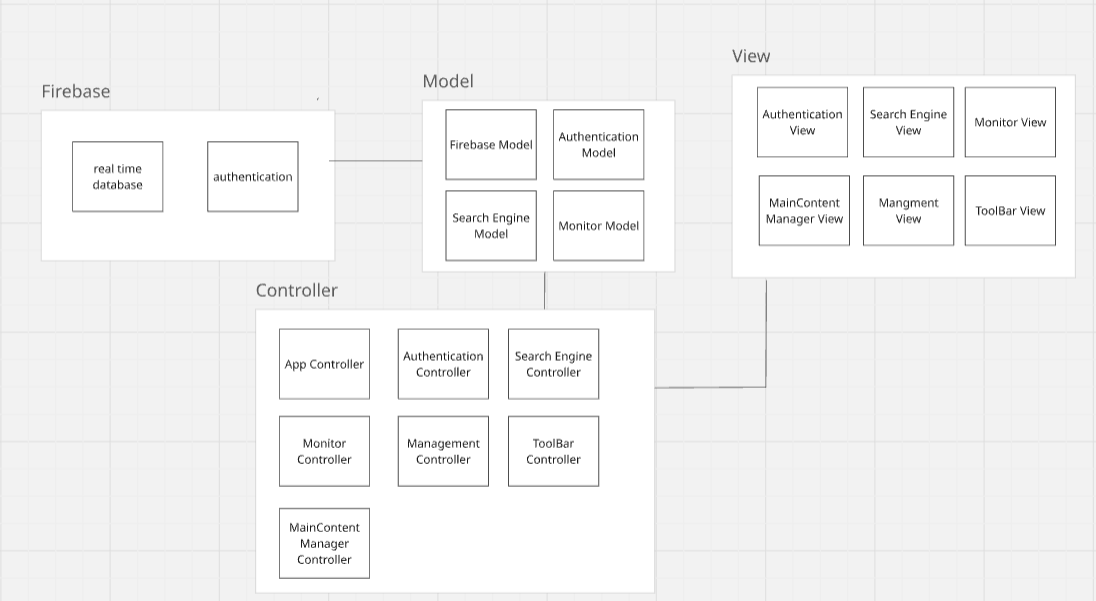 Firebase
real time
database
authentication
Model
Firebase Model
Authentication
Model
Search Engine
Model
Monitor Model
View
Authentication
View
Search Engine
View
Monitor View
MainContent
Manager View
Mangment
View
ToolBar View
Controller
App Controller
Authentication
Controller
Search Engine
Controller
Monitor
Controller
Management
Controller
ToolBar
Controller
MainContent
Manager
Controller